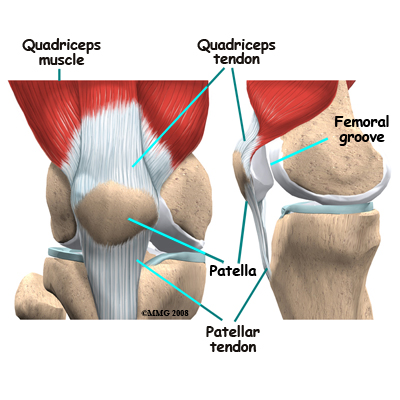 Quadriceps
muscle
Quadriceps
tendon
Femoral
groove
Patella
©MMG 2008
Patellar
tendon